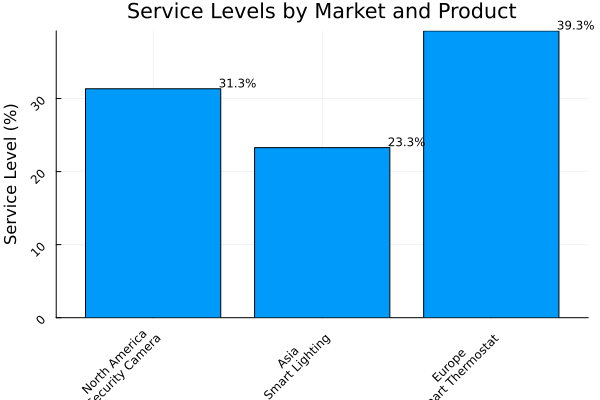 Service Levels by Market and Product
Service Level (%)
30
20
10
0
31.3%
23.3%
39.3%
North America
ecurity Camera
Asia
Smart Lighting
Europe
art Thermostat